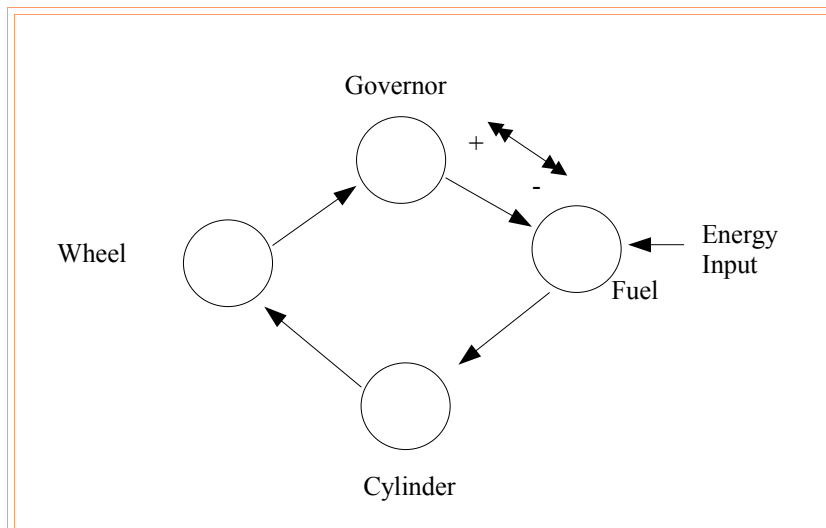 Governor
+
-
Wheel
Energy
Input
Fuel
Cylinder